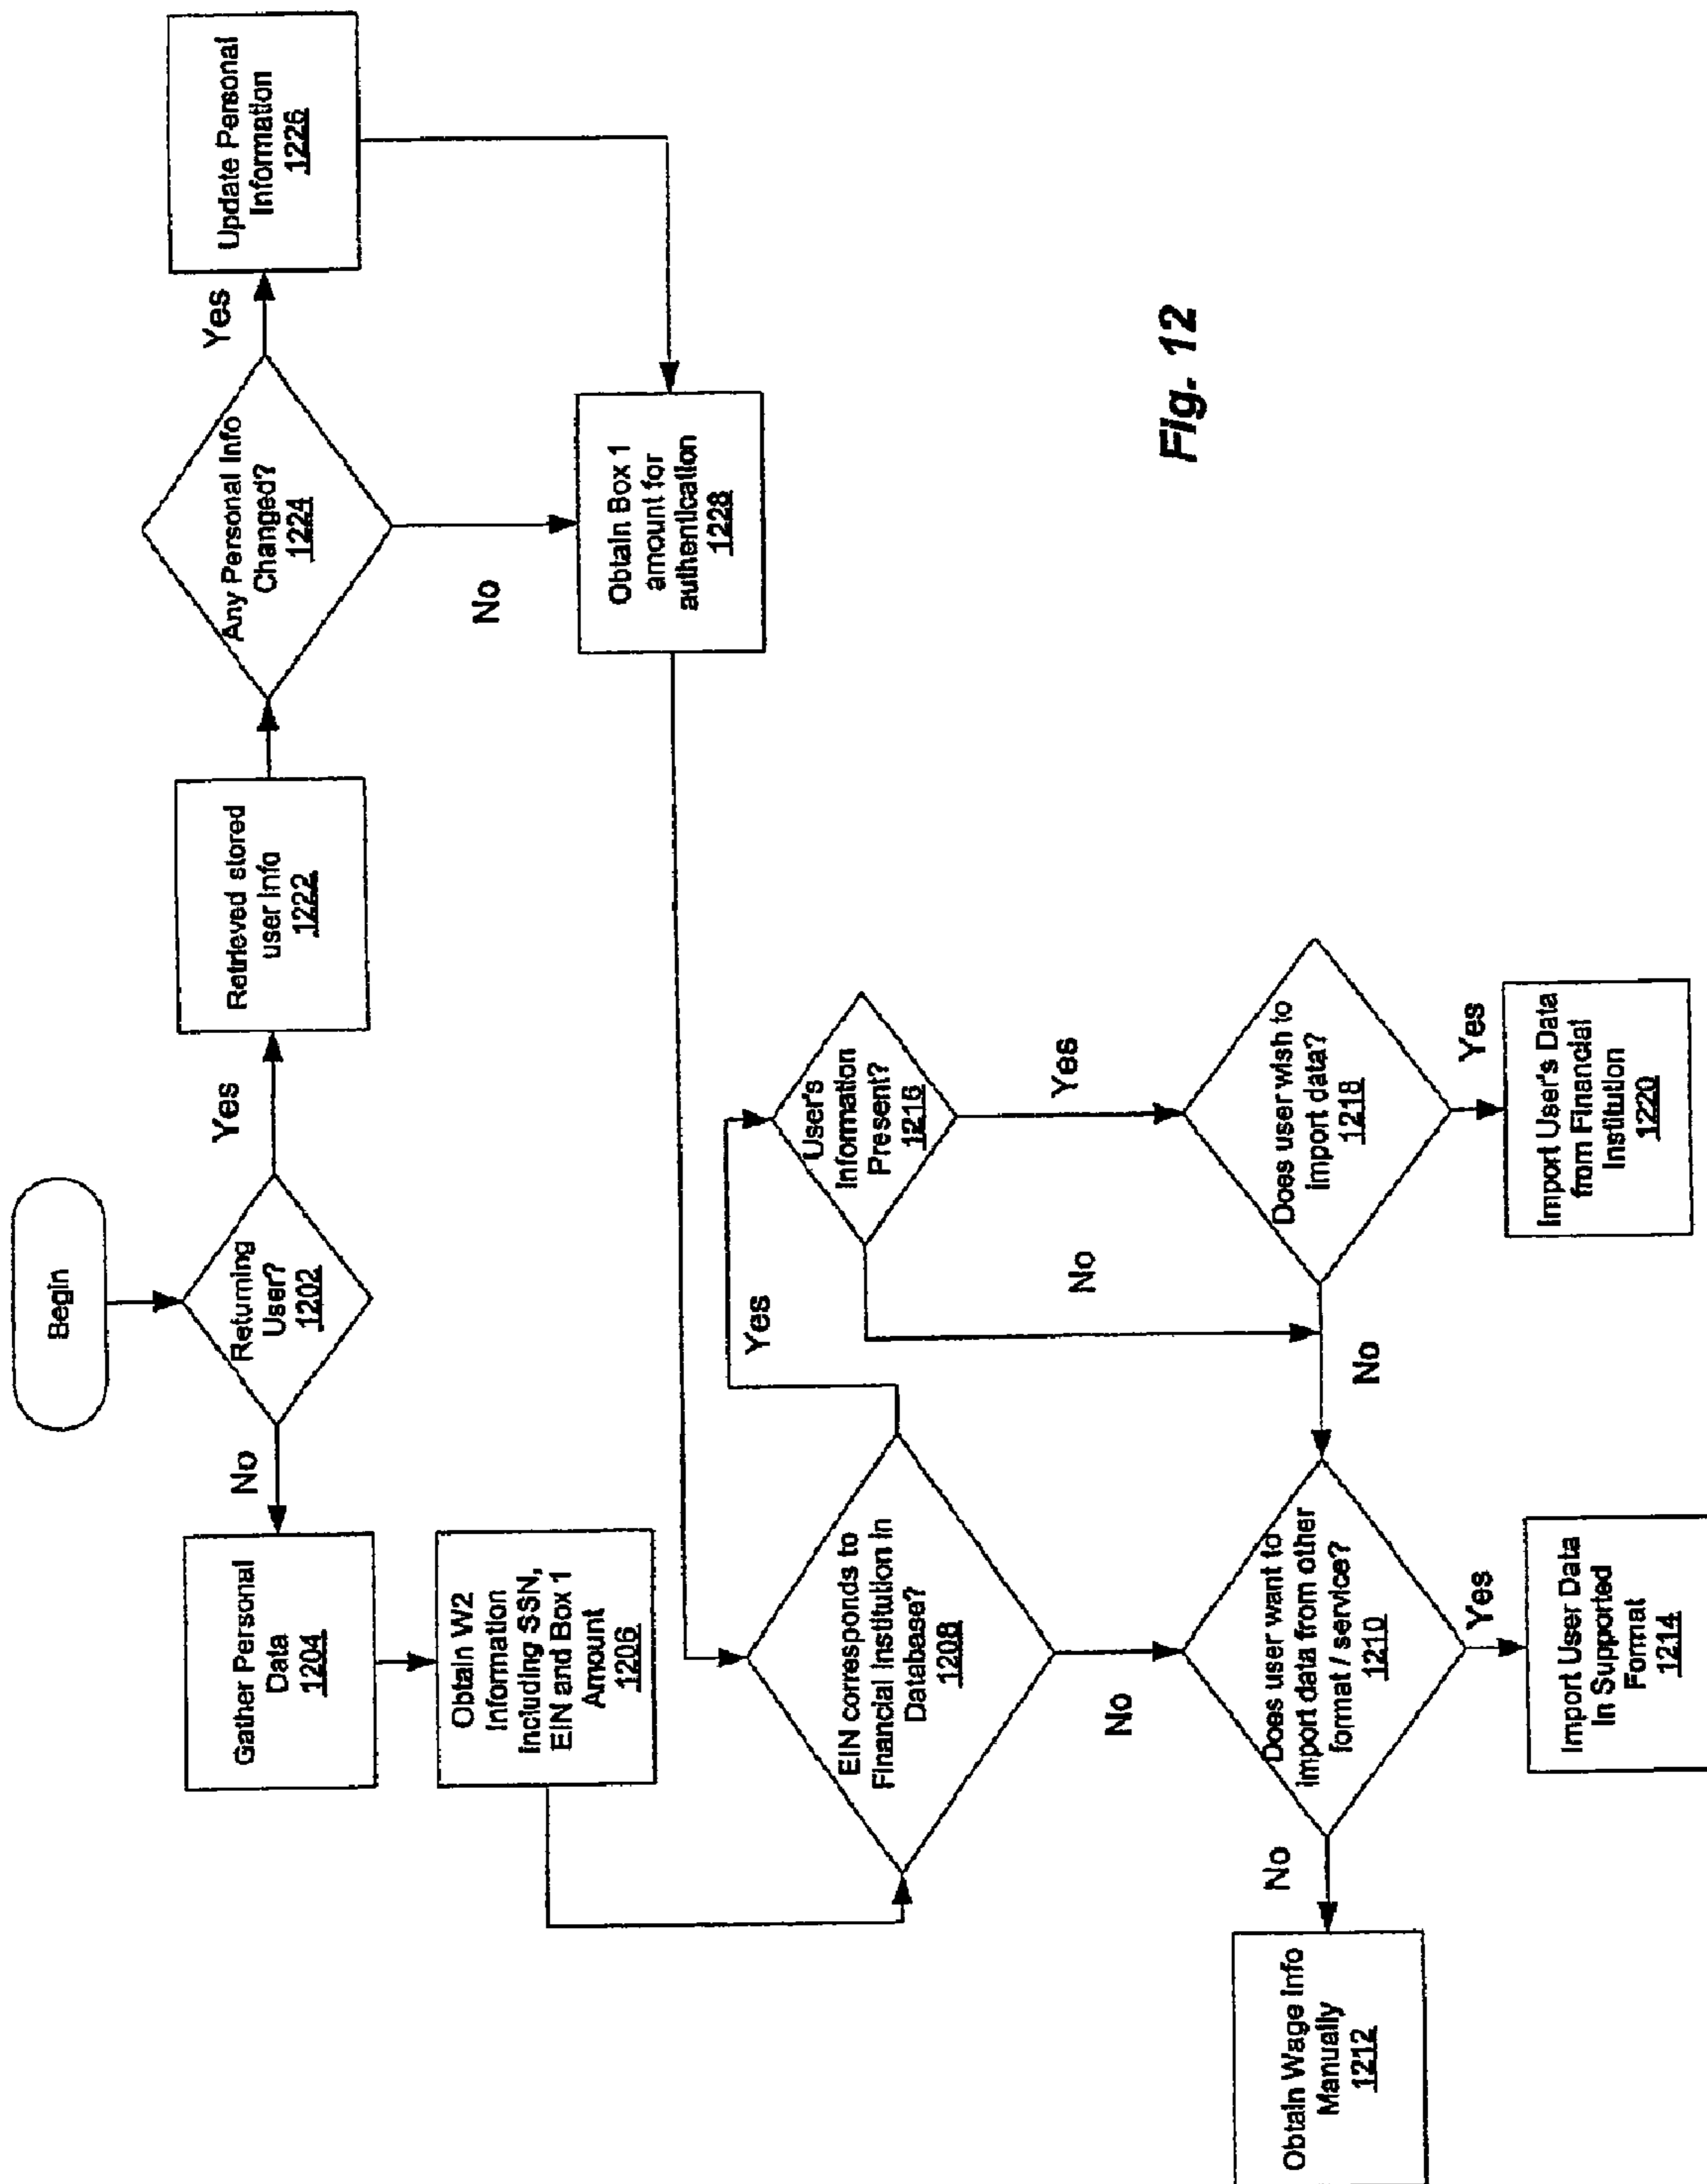 Begin
Returning
User?
1202
No
Yes
Gather Personal
Data
1204
Retrieved stored
user info
1222
Any Personal Info
Changed?
1224
Yes
No
Update Personal
Information
1226
Obtain W2
Information
Including SSN,
EIN and Box 1
Amount
1206
Obtain Box 1
amount for
authentication
1228
EIN corresponds to
Financial Institution in
Database?
1208
Yes
No
User's
Information
Present?
1216
Yes
No
Does user want to
import data from other
format / service?
1210
No
Yes
Does user wish to
import data?
1218
No
Yes
Obtain Wage Info
Manually
1212
Import User Data
In Supported
Format
1214
Import User's Data
from Financial
Institution
1220
Fig. 12